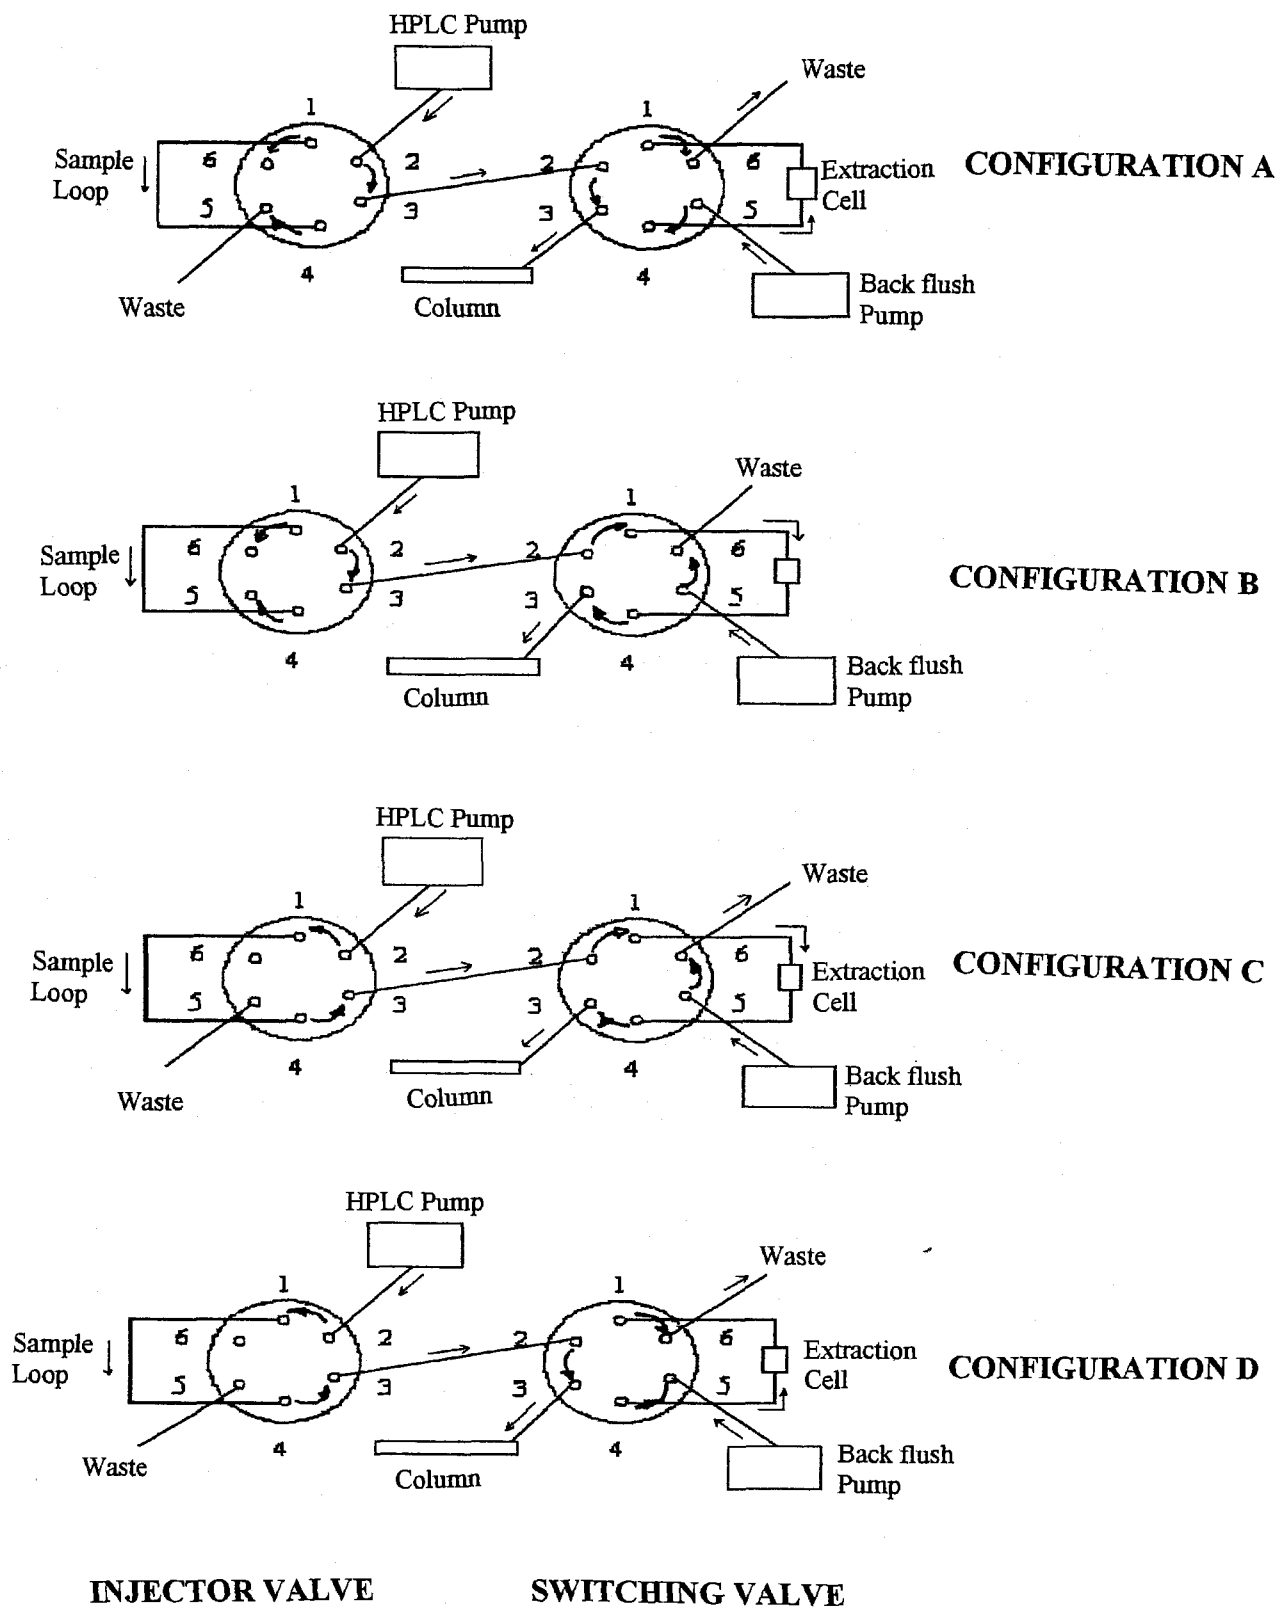 HPLC Pump
Waste
1
1
Sample
Loop
6
2
2
6
Extraction
Cell
CONFIGURATION A
5
3
3
5
4
4
Waste
Column
Back flush
Pump
HPLC Pump
Waste
1
1
Sample
Loop
6
2
2
6
CONFIGURATION B
5
3
3
5
4
4
Column
Back flush
Pump
HPLC Pump
Waste
1
1
Sample
Loop
6
2
2
6
Extraction
Cell
CONFIGURATION C
5
3
3
5
4
4
Waste
Column
Back flush
Pump
HPLC Pump
Waste
1
1
Sample
Loop
6
2
2
6
Extraction
Cell
CONFIGURATION D
5
3
3
5
4
4
Waste
Column
Back flush
Pump
INJECTOR VALVE
SWITCHING VALVE